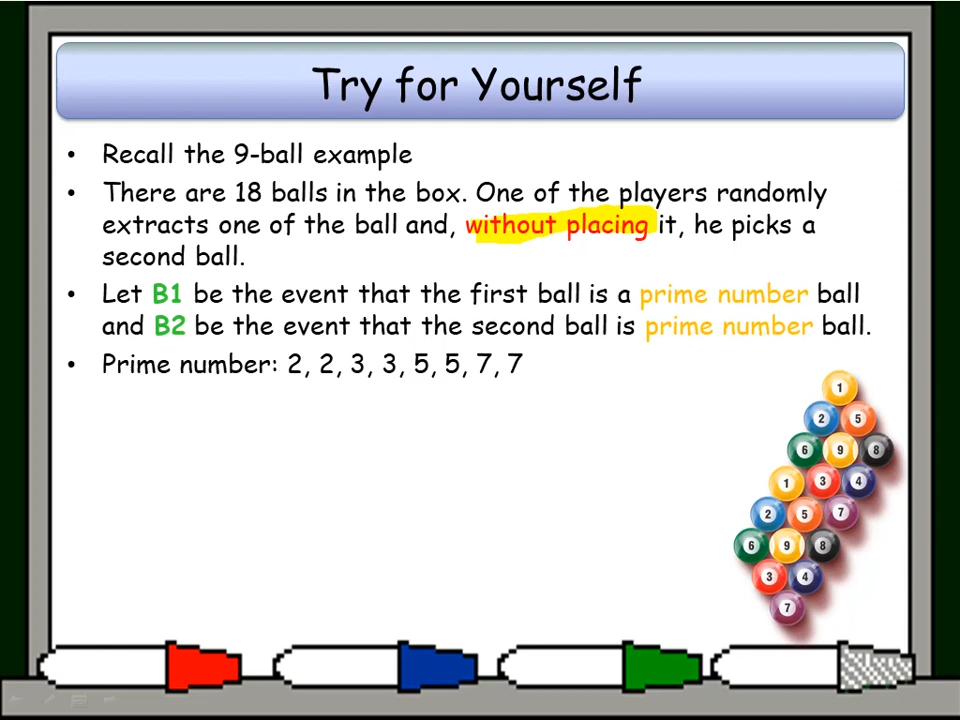 Try for Yourself
• Recall the 9-ball example
• There are 18 balls in the box. One of the players randomly
extracts one of the ball and, without placing it, he picks a
second ball.
• Let B1 be the event that the first ball is a prime number ball
and B2 be the event that the second ball is prime number ball.
• Prime number: 2, 2, 3, 3, 5, 5, 7, 7
1
2 5
6 9 8
1 3 4
2 5 7
6 9 8
3 4
7